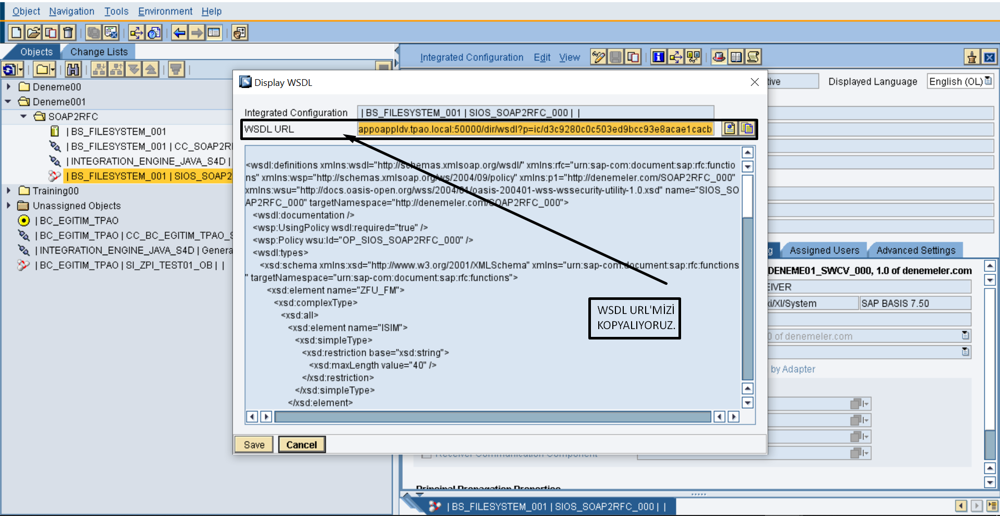 Object Navigation Tools Environment Help
Objects Change Lists
Integrated Configuration Edit View
Deneme00
Deneme001
SOAP2RFC
| BS_FILESYSTEM_001
| BS_FILESYSTEM_001 | CC_SOAP2RF
| INTEGRATION_ENGINE_JAVA_S4D |
| BS_FILESYSTEM_001 | SIOS_SOAP2
Training00
Unassigned Objects
| BC_EGITIM_TPAO
| BC_EGITIM_TPAO | CC_BC_EGITIM_TPAO_S
| INTEGRATION_ENGINE_JAVA_S4D | Genera
| BC_EGITIM_TPAO | SI_ZPI_TEST01_OB | |
Display WSDL
Integrated Configuration | BS_FILESYSTEM_001 | SIOS_SOAP2RFC_000 | |
WSDL URL appoappldv.tpao.local:50000/dir/wsdl?p=ic/d3c9280c0c503ed9bcc93e8acae1cacb
<wsdl:definitions xmlns:wsdl="http://schemas.xmlsoap.org/wsdl/" xmlns:rfc="urn:sap-com:document:sap:rfc:functio
ns" xmlns:wsp="http://schemas.xmlsoap.org/ws/2004/09/policy" xmlns:p1="http://denemeler.com/SOAP2RFC_000"
xmlns:wsu="http://docs.oasis-open.org/wss/2004/01/oasis-200401-wss-wssecurity-utility-1.0.xsd" name="SIOS_SO
AP2RFC_000" targetNamespace="http://denemeler.com/SOAP2RFC_000">
<wsdl:documentation />
<wsp:UsingPolicy wsdl:required="true" />
<wsp:Policy wsu:Id="OP_SIOS_SOAP2RFC_000" />
<wsdl:types>
<xsd:schema xmlns:xsd="http://www.w3.org/2001/XMLSchema" xmlns="urn:sap-com:document:sap:rfc:functions
" targetNamespace="urn:sap-com:document:sap:rfc:functions">
<xsd:element name="ZFU_FM">
<xsd:complexType>
<xsd:all>
<xsd:element name="ISIM">
<xsd:simpleType>
<xsd:restriction base="xsd:string">
<xsd:maxLength value="40" />
</xsd:restriction>
</xsd:simpleType>
</xsd:element>
WSDL URL'MİZİ
KOPYALIYORUZ.
Save Cancel
tive Displayed Language English (OL)
g Assigned Users Advanced Settings
_DENEME01_SWCV_000, 1.0 of denemeler.com
EIVER
xi/XI/System SAP BASIS 7.50
0 of denemeler.com
by Adapter
Receiver Communication Component
Principal Propagation Properties
| BS_FILESYSTEM_001 | SIOS_SOAP2RFC_000 | |